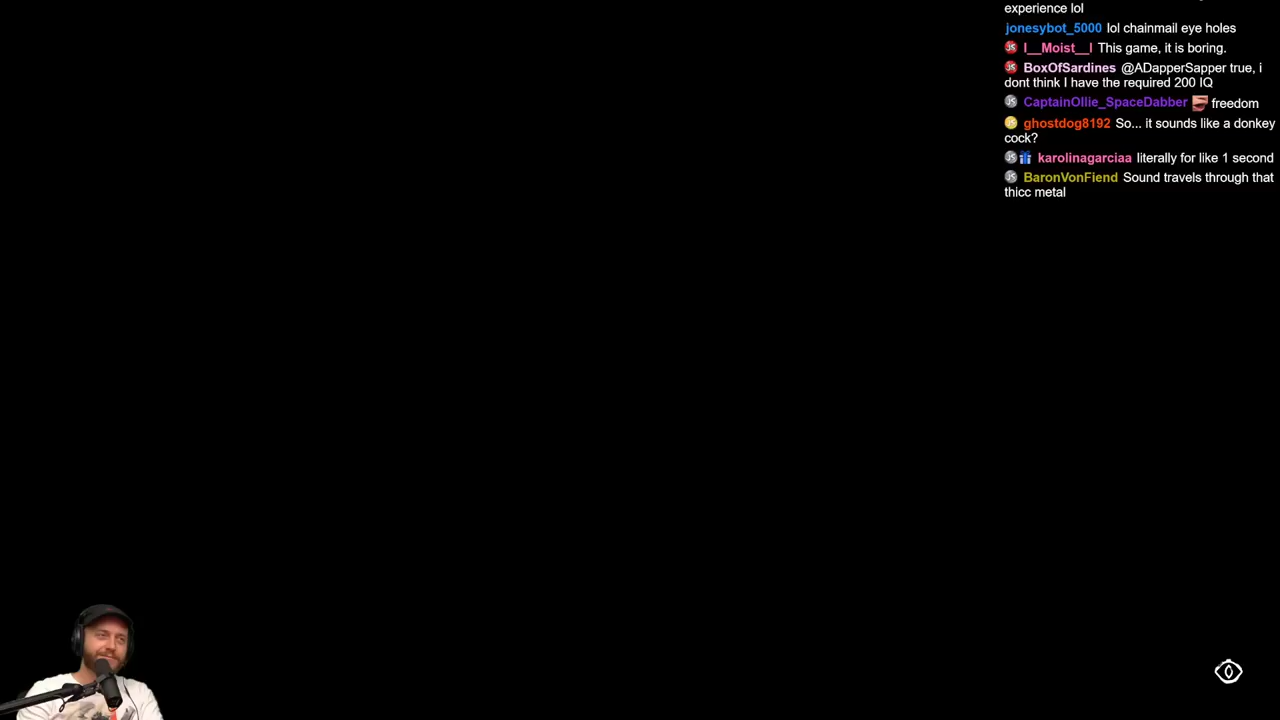 experience lol
jonesybot_5000 lol chainmail eye holes
I__Moist__I This game, it is boring.
BoxOfSardines @ADapperSapper true, i
dont think I have the required 200 IQ
CaptainOllie_SpaceDabber freedom
ghostdog8192 So... it sounds like a donkey
cock?
karolinagarciaa literally for like 1 second
BaronVonFiend Sound travels through that
thicc metal